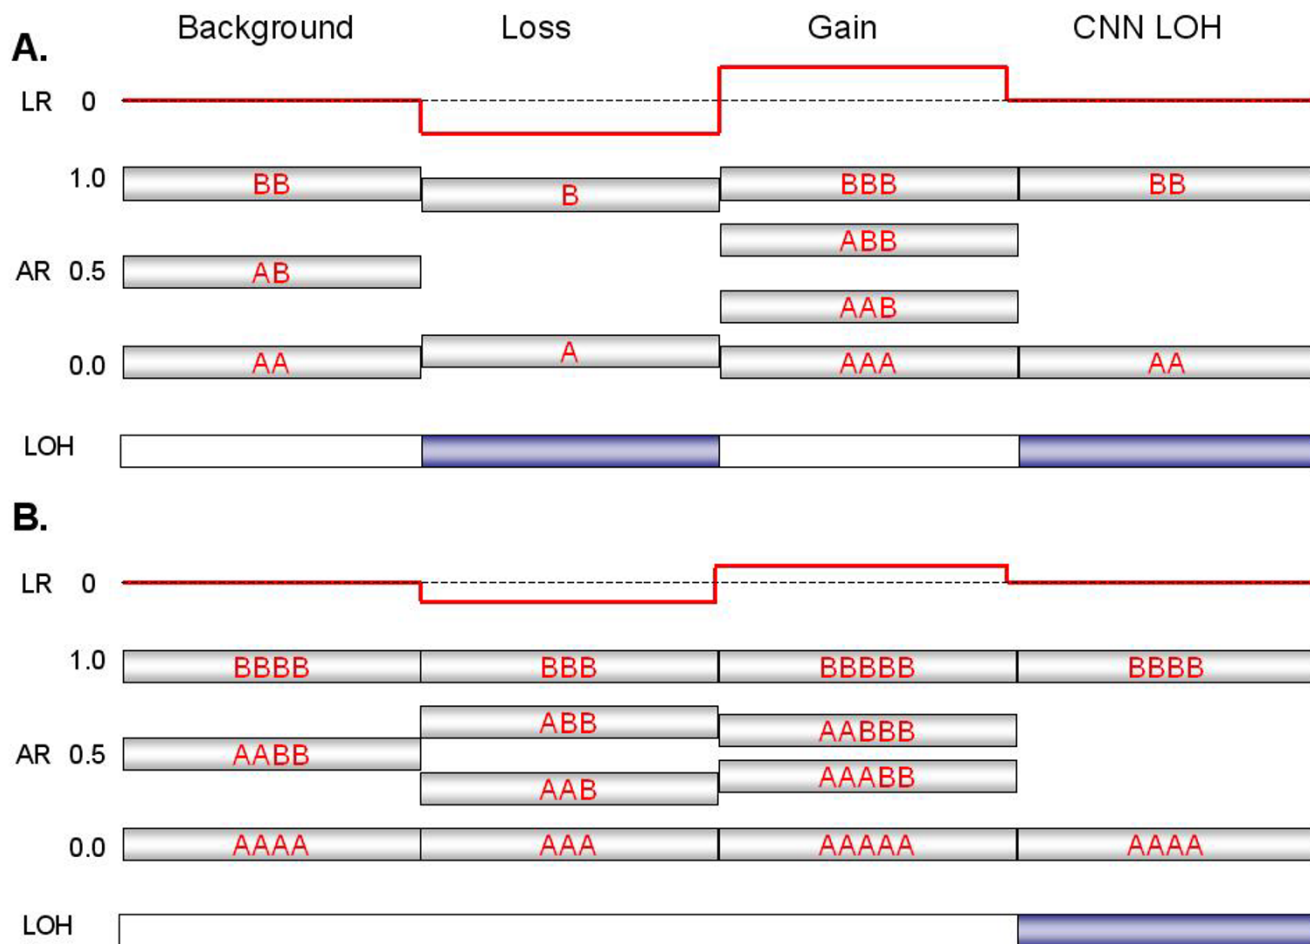 Background Loss Gain CNN LOH
A.
LR 0
1.0 BB B BBB BB
ABB
AR 0.5 AB
AAB
0.0 AA A AAA AA
LOH
B.
LR 0
1.0 BBBB BBB BBBBB BBBB
ABB AABBB
AR 0.5 AABB
AAB AAABB
0.0 AAAA AAA AAAAA AAAA
LOH